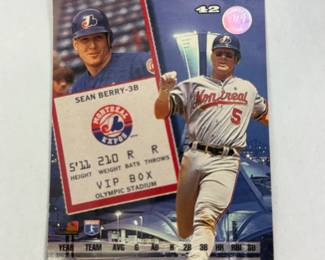 42
SEAN BERRY-3B
MONTREAL
EXPOS
5'11 210 R R
HEIGHT WEIGHT BATS THROWS
VIP BOX
OLYMPIC STADIUM
Montreal
5
YEAR TEAM AVG G AB H 2B 3B HR RBI SB